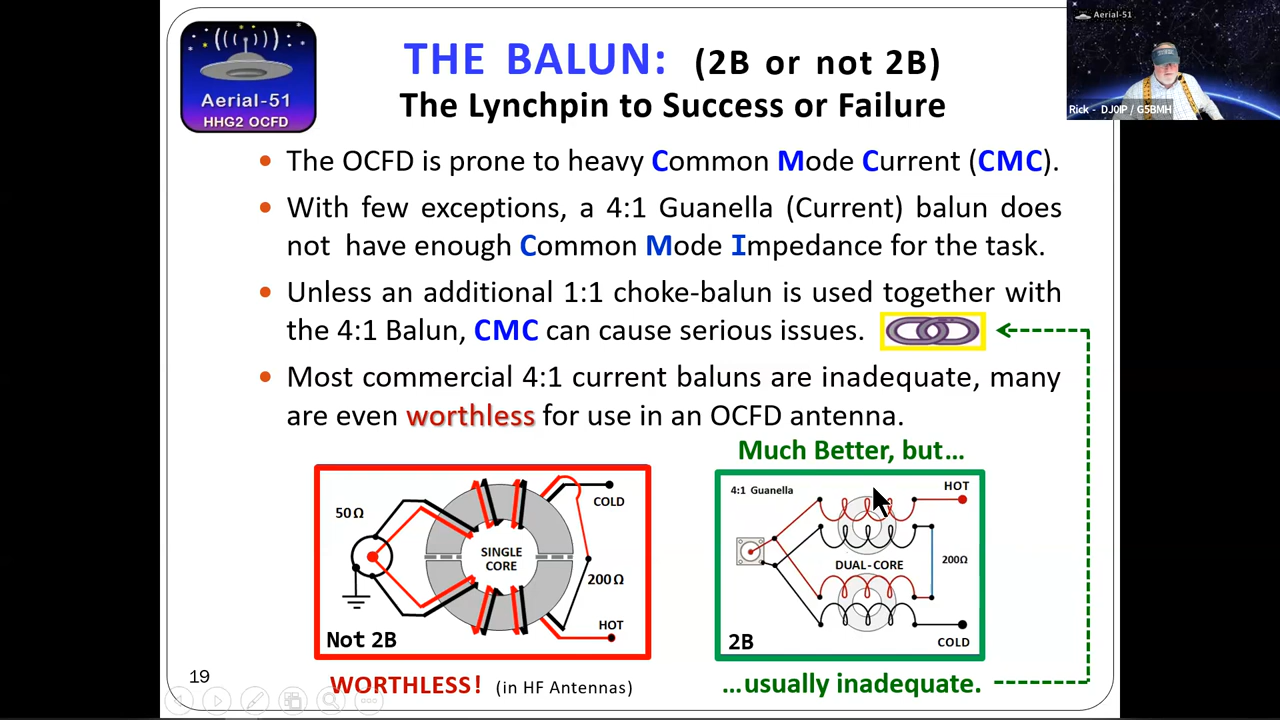 Aerial-51
HHG2 OCFD
THE BALUN: (2B or not 2B)
The Lynchpin to Success or Failure
Aerial-51
Rick - DJ0IP / G5BMH
• The OCFD is prone to heavy Common Mode Current (CMC).
• With few exceptions, a 4:1 Guanella (Current) balun does
not have enough Common Mode Impedance for the task.
• Unless an additional 1:1 choke-balun is used together with
the 4:1 Balun, CMC can cause serious issues.
• Most commercial 4:1 current baluns are inadequate, many
are even worthless for use in an OCFD antenna.
50Ω
SINGLE
CORE
COLD
200Ω
HOT
Not 2B
WORTHLESS! (in HF Antennas)
Much Better, but...
4:1 Guanella
HOT
DUAL-CORE
200Ω
COLD
2B
...usually inadequate.
19